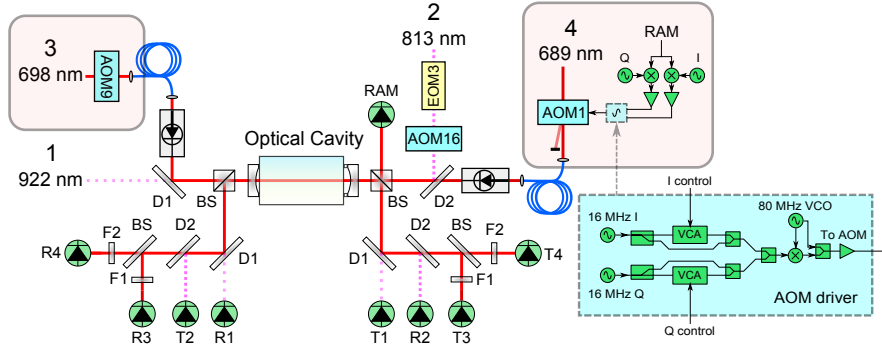 3
698 nm
AOM9
1
922 nm
D1
BS
Optical Cavity
RAM
2
813 nm
EOM3
AOM16
BS
D2
4
689 nm
AOM1
RAM
Q
I
R4
F2
BS
D2
D1
F1
R3
T2
R1
D1
D2
BS
F2
T4
F1
T1
R2
T3
I control
16 MHz I
VCA
80 MHz VCO
To AOM
16 MHz Q
VCA
Q control
AOM driver